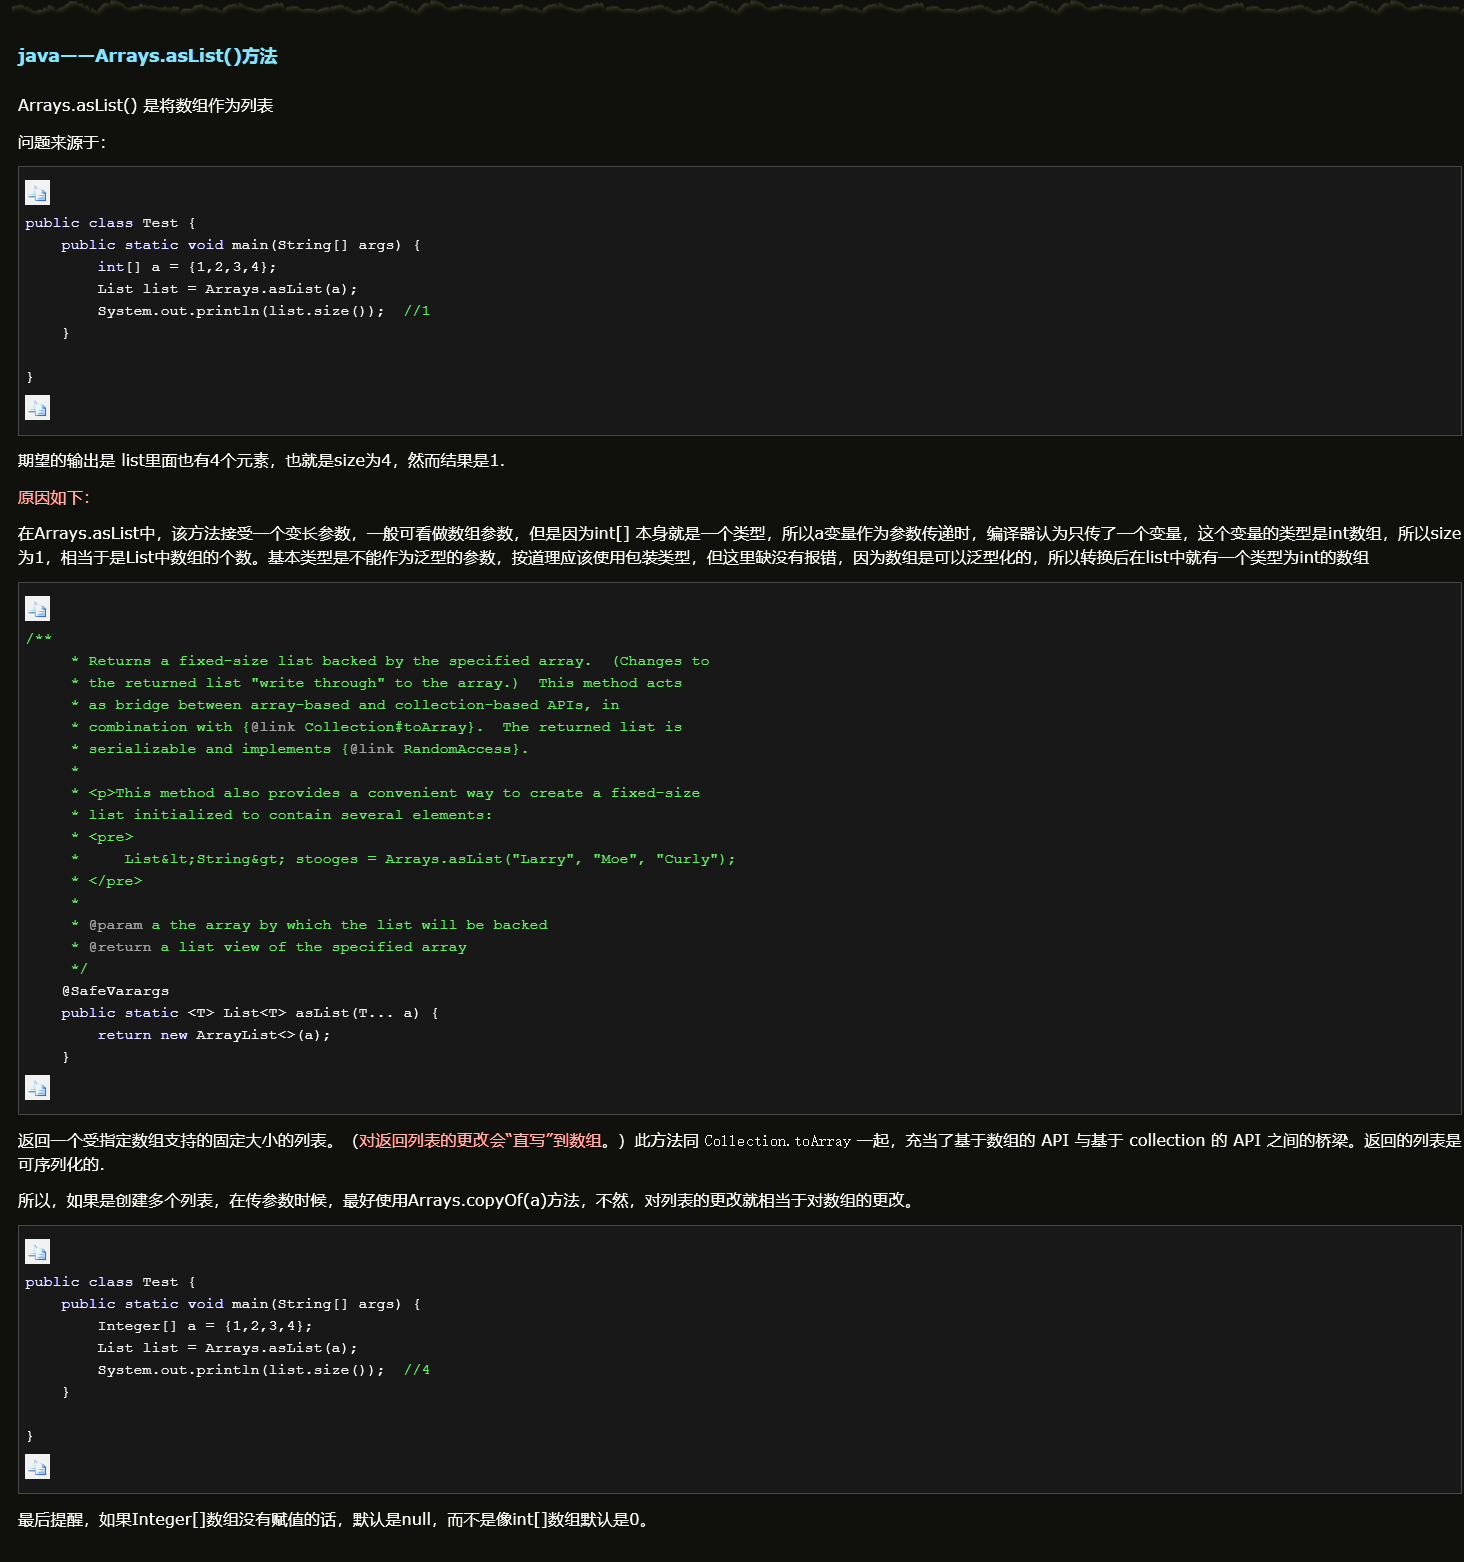 java——Arrays.asList()方法
Arrays.asList() 是将数组作为列表
问题来源于：
public class Test {
    public static void main(String[] args) {
        int[] a = {1,2,3,4};
        List list = Arrays.asList(a);
        System.out.println(list.size());  //1
    }
}
期望的输出是 list里面也有4个元素，也就是size为4，然而结果是1.
原因如下：
在Arrays.asList中，该方法接受一个变长参数，一般可看做数组参数，但是因为int[] 本身就是一个类型，所以a变量作为参数传递时，编译器认为只传了一个变量，这个变量的类型是int数组，所以size
为1，相当于是List中数组的个数。基本类型是不能作为泛型的参数，按道理应该使用包装类型，但这里缺没有报错，因为数组是可以泛型化的，所以转换后在list中就有一个类型为int的数组
/**
     * Returns a fixed-size list backed by the specified array.  (Changes to
     * the returned list "write through" to the array.)  This method acts
     * as bridge between array-based and collection-based APIs, in
     * combination with {@link Collection#toArray}.  The returned list is
     * serializable and implements {@link RandomAccess}.
     *
     * <p>This method also provides a convenient way to create a fixed-size
     * list initialized to contain several elements:
     * <pre>
     *     List&lt;String&gt; stooges = Arrays.asList("Larry", "Moe", "Curly");
     * </pre>
     *
     * @param a the array by which the list will be backed
     * @return a list view of the specified array
     */
    @SafeVarargs
    public static <T> List<T> asList(T... a) {
        return new ArrayList<>(a);
    }
返回一个受指定数组支持的固定大小的列表。（对返回列表的更改会“直写”到数组。）此方法同 Collection.toArray 一起，充当了基于数组的 API 与基于 collection 的 API 之间的桥梁。返回的列表是
可序列化的.
所以，如果是创建多个列表，在传参数时候，最好使用Arrays.copyOf(a)方法，不然，对列表的更改就相当于对数组的更改。
public class Test {
    public static void main(String[] args) {
        Integer[] a = {1,2,3,4};
        List list = Arrays.asList(a);
        System.out.println(list.size());  //4
    }
}
最后提醒，如果Integer[]数组没有赋值的话，默认是null，而不是像int[]数组默认是0。